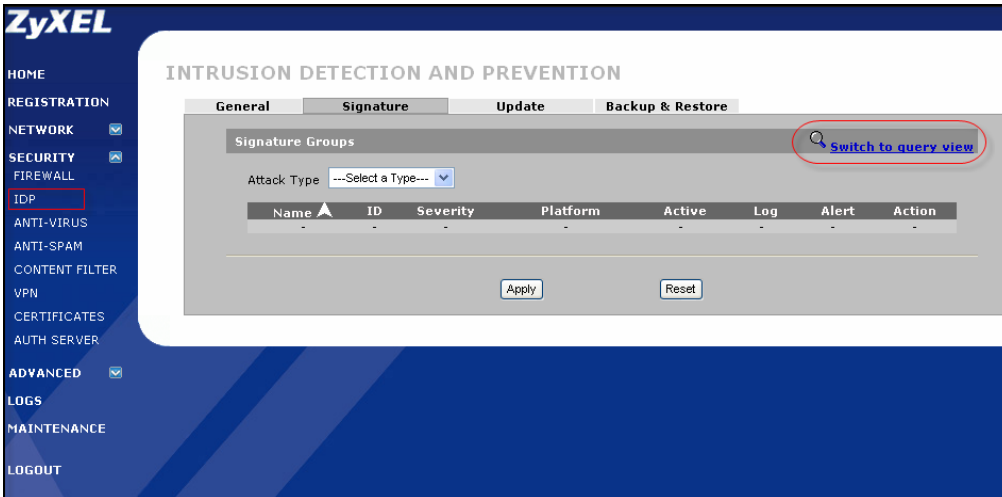 ZyXEL
HOME
REGISTRATION
NETWORK
SECURITY
FIREWALL
IDP
ANTI-VIRUS
ANTI-SPAM
CONTENT FILTER
VPN
CERTIFICATES
AUTH SERVER
ADVANCED
LOGS
MAINTENANCE
LOGOUT
INTRUSION DETECTION AND PREVENTION
General Signature Update Backup & Restore
Signature Groups Switch to query view
Attack Type ---Select a Type---
Name ID Severity Platform Active Log Alert Action
- - - - - - - -
Apply Reset